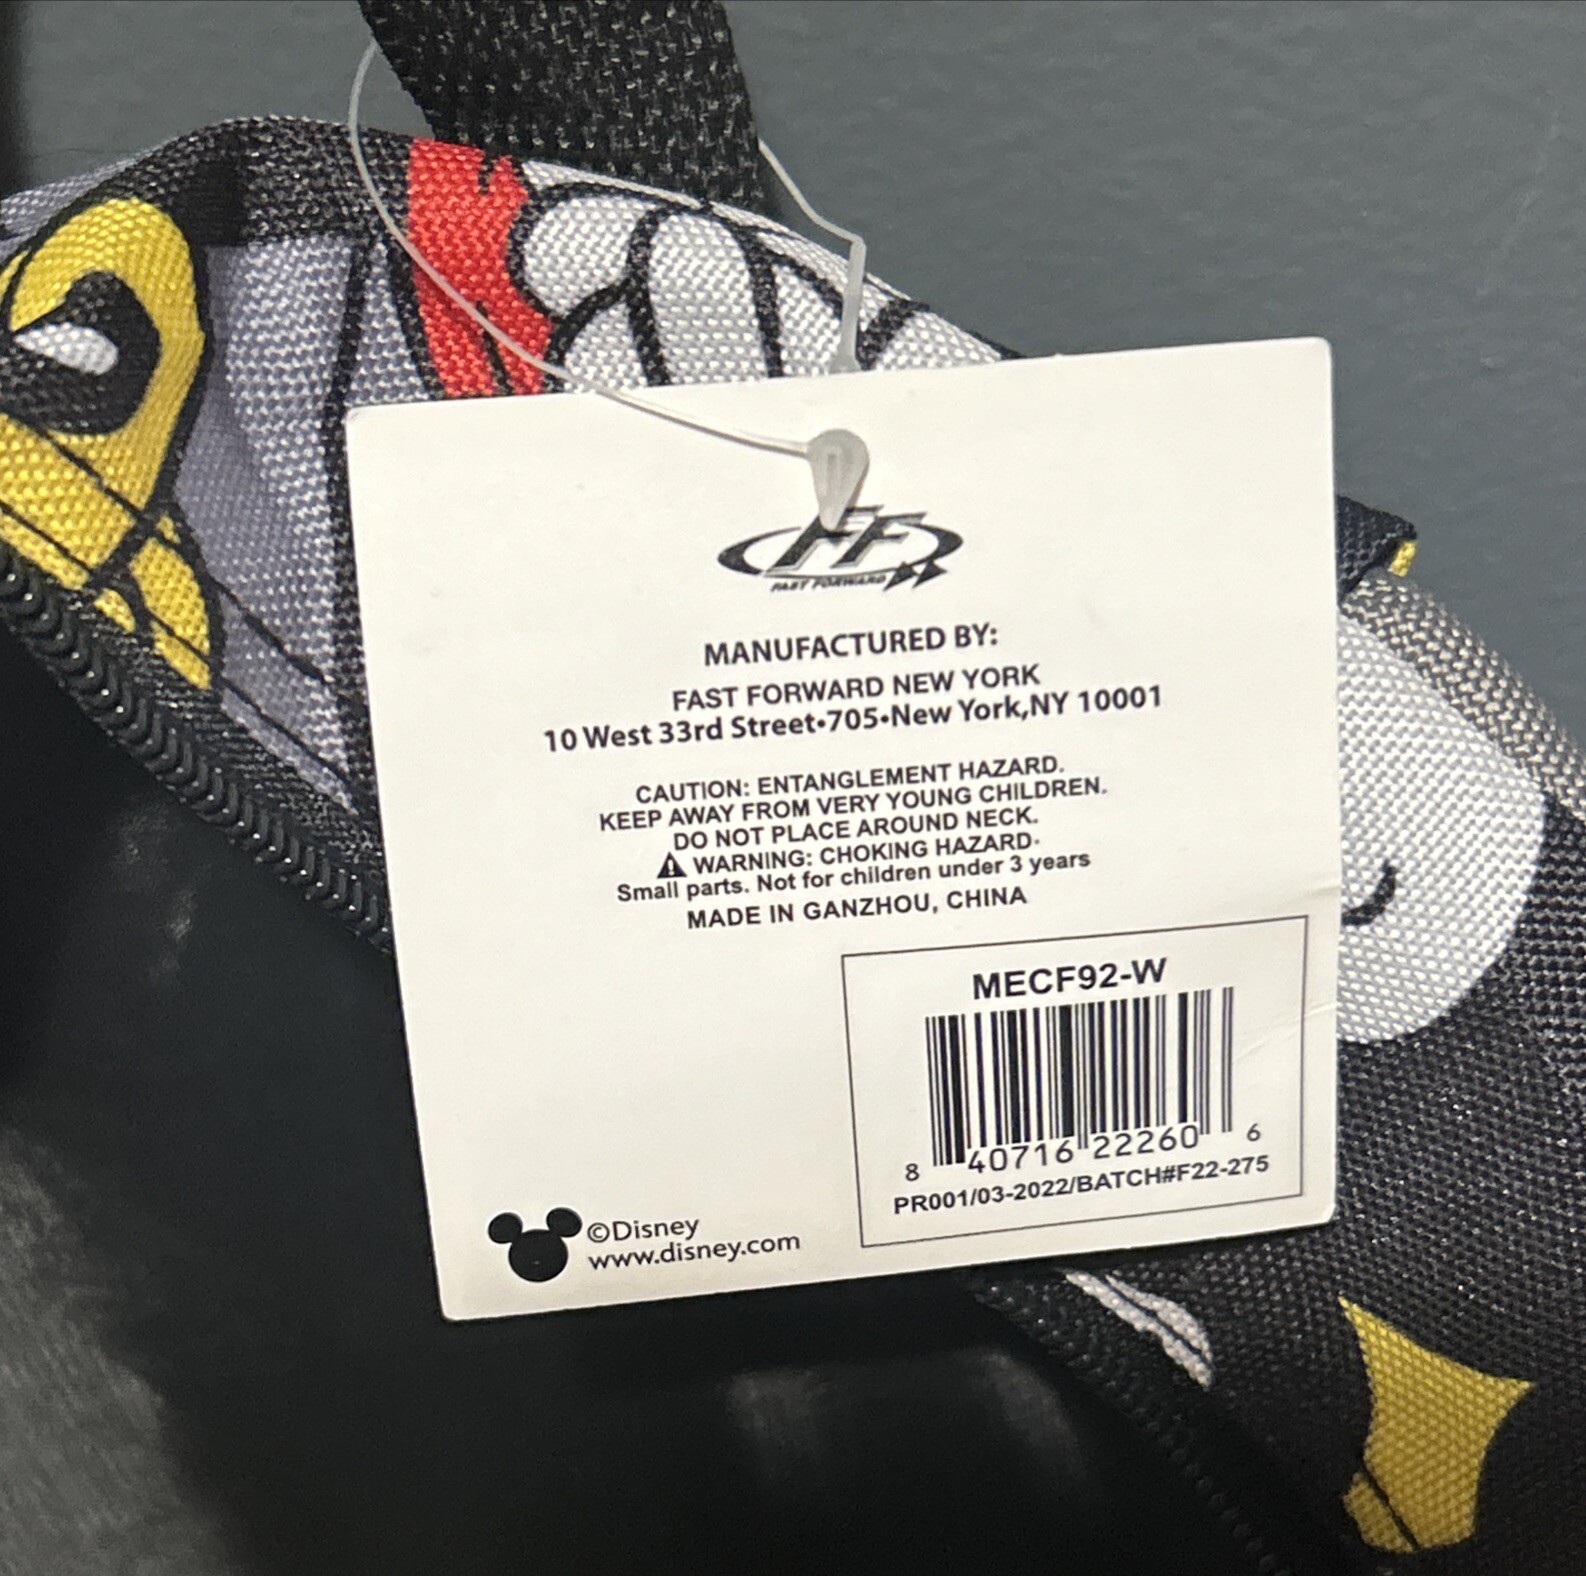 FF
FAST FORWARD
MANUFACTURED BY:
FAST FORWARD NEW YORK
10 West 33rd Street•705•New York,NY 10001
CAUTION: ENTANGLEMENT HAZARD.
KEEP AWAY FROM VERY YOUNG CHILDREN.
DO NOT PLACE AROUND NECK.
⚠ WARNING: CHOKING HAZARD.
Small parts. Not for children under 3 years
MADE IN GANZHOU, CHINA
MECF92-W
8 40716 22260 6
PR001/03-2022/BATCH#F22-275
©Disney
www.disney.com